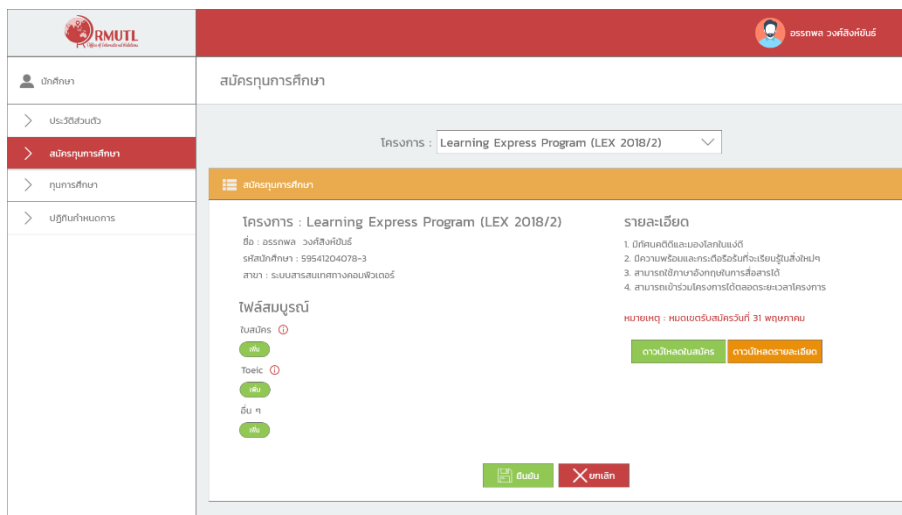 RMUTL
Office of International Relations
อรรถพล วงศ์สิงห์ขันธ์
นักศึกษา
สมัครทุนการศึกษา
ประวัติส่วนตัว
สมัครทุนการศึกษา
ทุนการศึกษา
ปฏิทินกำหนดการ
โครงการ : Learning Express Program (LEX 2018/2)
สมัครทุนการศึกษา
โครงการ : Learning Express Program (LEX 2018/2)
ชื่อ : อรรถพล วงศ์สิงห์ขันธ์
รหัสนักศึกษา : 59541204078-3
สาขา : ระบบสารสนเทศทางคอมพิวเตอร์
ไฟล์สมบูรณ์
ใบสมัคร
เพิ่ม
Toeic
เพิ่ม
อื่น ๆ
เพิ่ม
รายละเอียด
1. มีทัศนคติดีและมองโลกในแง่ดี
2. มีความพร้อมและกระตือรือร้นที่จะเรียนรู้ในสิ่งใหม่ๆ
3. สามารถใช้ภาษาอังกฤษในการสื่อสารได้
4. สามารถเข้าร่วมโครงการได้ตลอดระยะเวลาโครงการ
หมายเหตุ : หมดเขตรับสมัครวันที่ 31 พฤษภาคม
ดาวน์โหลดใบสมัคร ดาวน์โหลดรายละเอียด
ยืนยัน ยกเลิก